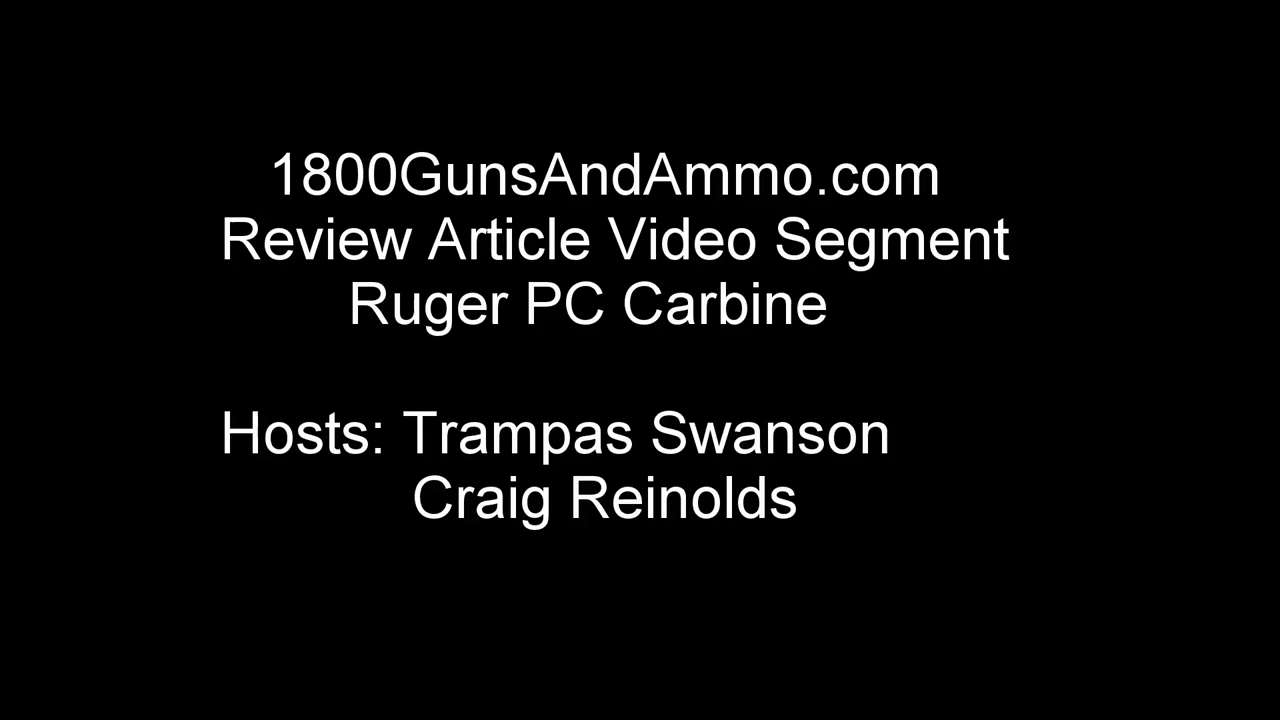 1800GunsAndAmmo.com
Review Article Video Segment
Ruger PC Carbine
Hosts: Trampas Swanson
Craig Reinolds